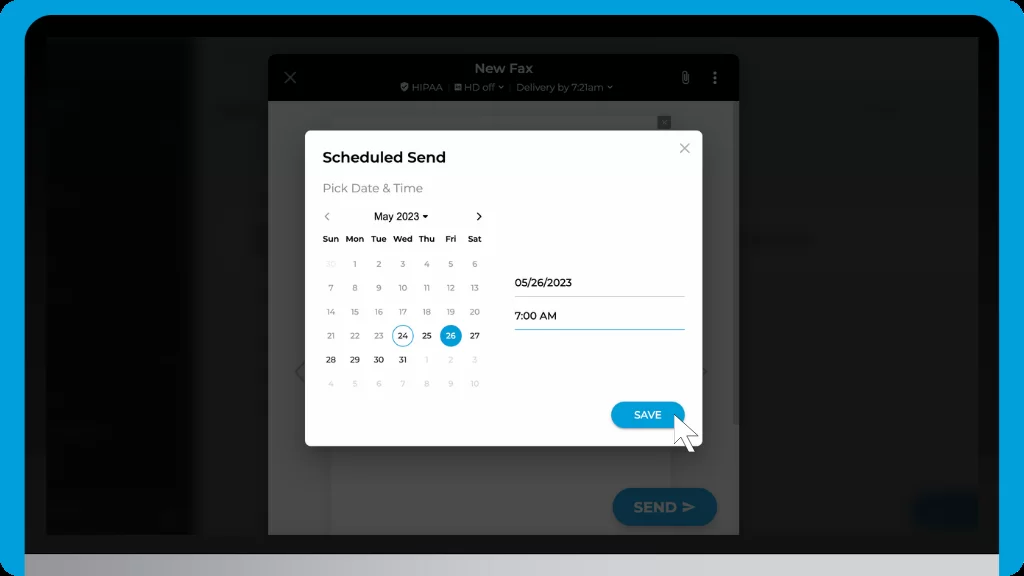 New Fax
HIPAA | HD off | Delivery by 7:21am
Scheduled Send
Pick Date & Time
May 2023
Sun Mon Tue Wed Thu Fri Sat
30 1 2 3 4 5 6
7 8 9 10 11 12 13
14 15 16 17 18 19 20
21 22 23 24 25 26 27
28 29 30 31 1 2 3
4 5 6 7 8 9 10
05/26/2023
7:00 AM
SAVE
SEND